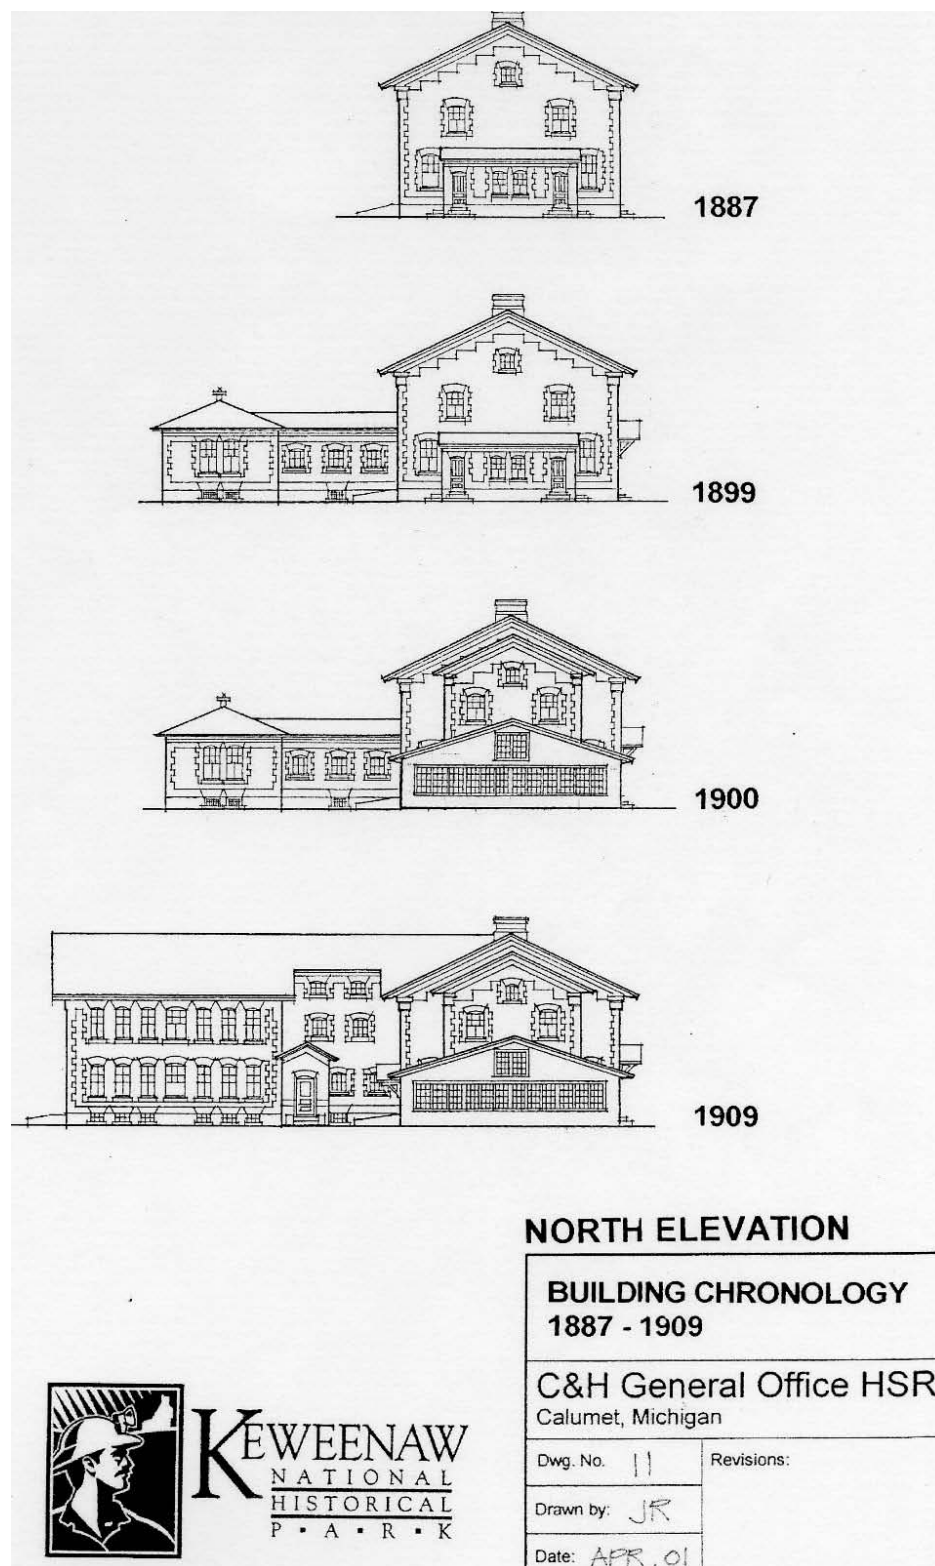 1887
1899
1900
1909
NORTH ELEVATION
BUILDING CHRONOLOGY
1887 - 1909
C&H General Office HSR
Calumet, Michigan
Dwg. No. 11
Revisions:
Drawn by: JR
Date: APR. 01
KEWEENAW
NATIONAL
HISTORICAL
P • A • R • K